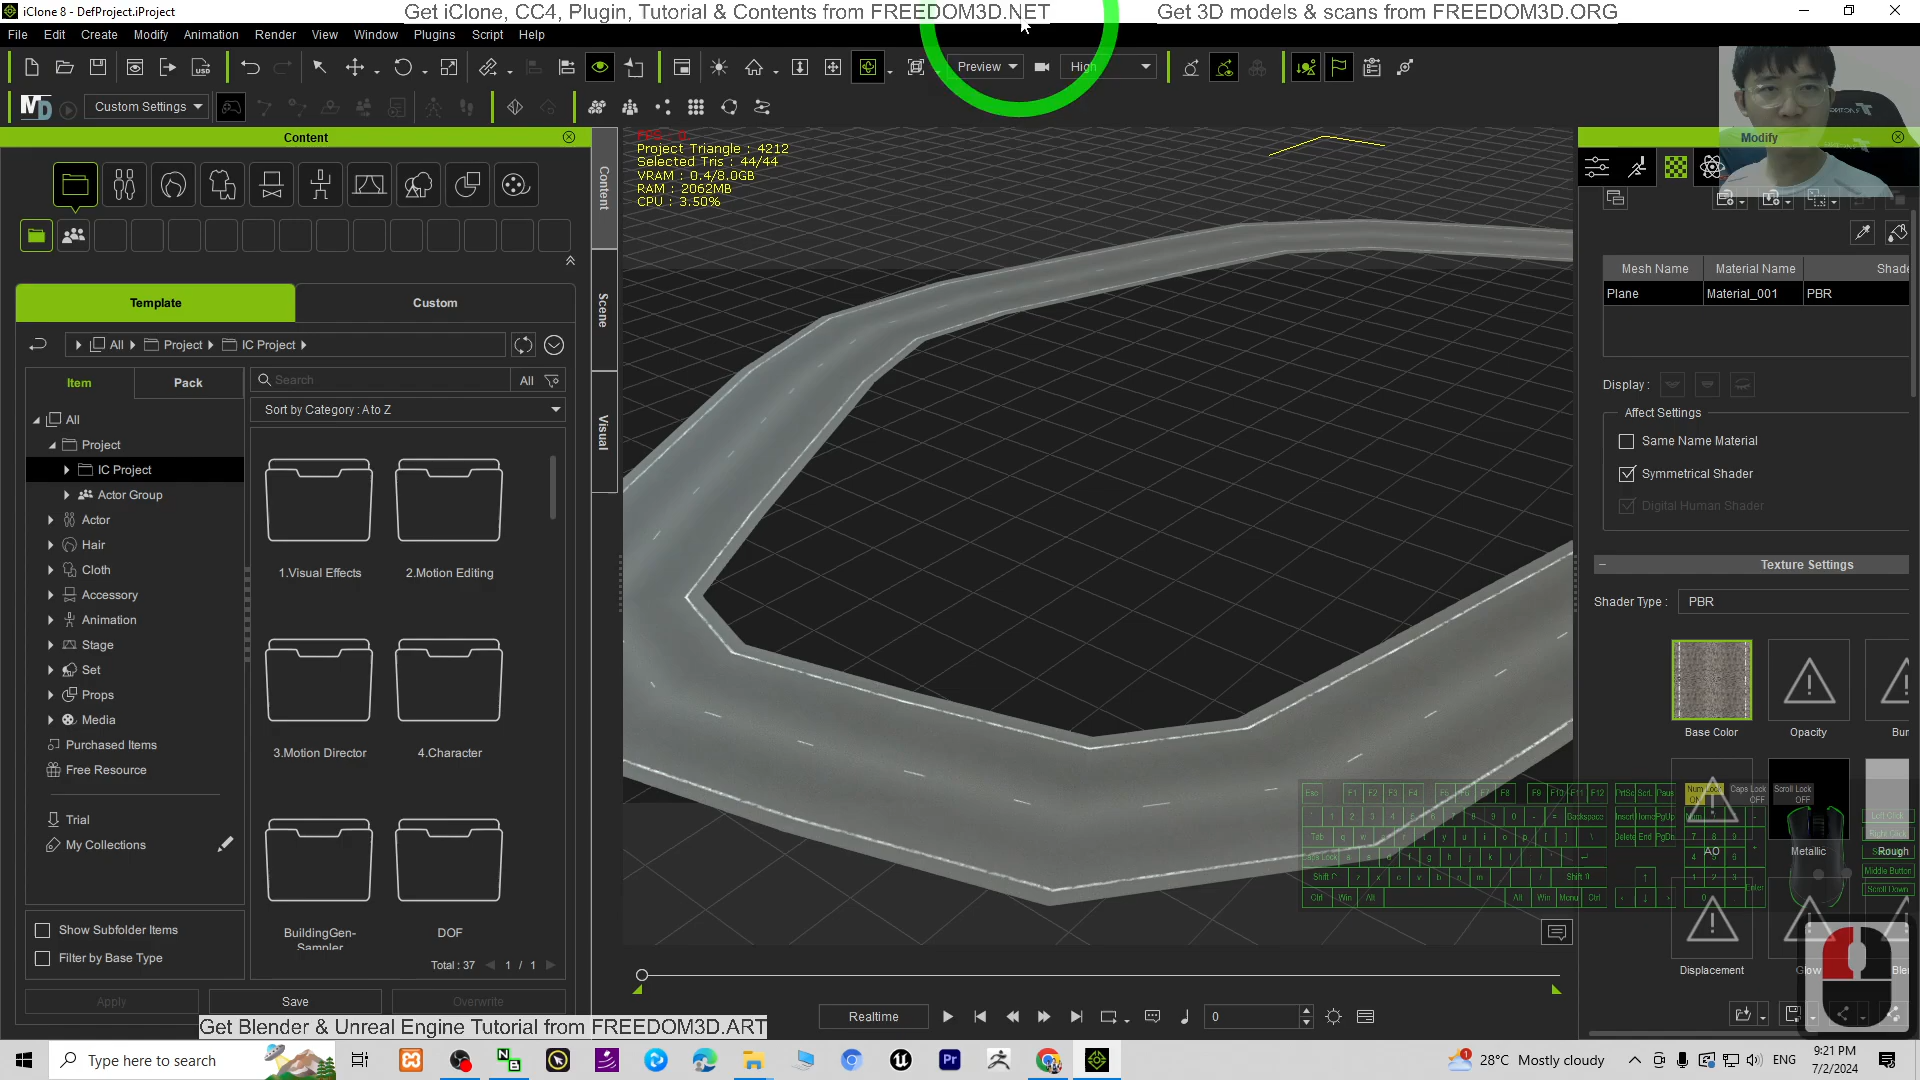 iClone 8 - DefProject.iProject
Get iClone, CC4, Plugin, Tutorial & Contents from FREEDOM3D.NET
Get 3D models & scans from FREEDOM3D.ORG
File Edit Create Modify Animation Render View Window Plugins Script Help
Preview
High
Custom Settings
Content
Modify
FPS : 0
Project Triangle : 4212
Selected Tris : 44/44
VRAM : 0.4/8.0GB
RAM : 2062MB
CPU : 3.50%
Content
Scene
Visual
Template
Custom
All
Project
IC Project
Item
Pack
Search
All
Sort by Category : A to Z
All
Project
IC Project
Actor Group
Actor
Hair
Cloth
Accessory
Animation
Stage
Set
Props
Media
Purchased Items
Free Resource
Trial
My Collections
Show Subfolder Items
Filter by Base Type
1.Visual Effects
2.Motion Editing
3.Motion Director
4.Character
BuildingGen-
Sampler
DOF
Total : 37
1 / 1
Apply
Save
Overwrite
Mesh Name Material Name Shade
Plane Material_001 PBR
Display :
Affect Settings
Same Name Material
Symmetrical Shader
Digital Human Shader
Texture Settings
Shader Type : PBR
Base Color
Opacity
Bur
AO
Metallic
Rough
Displacement
Glow
Ble
Realtime
0
Get Blender & Unreal Engine Tutorial from FREEDOM3D.ART
Type here to search
28°C Mostly cloudy
ENG
9:21 PM
7/2/2024